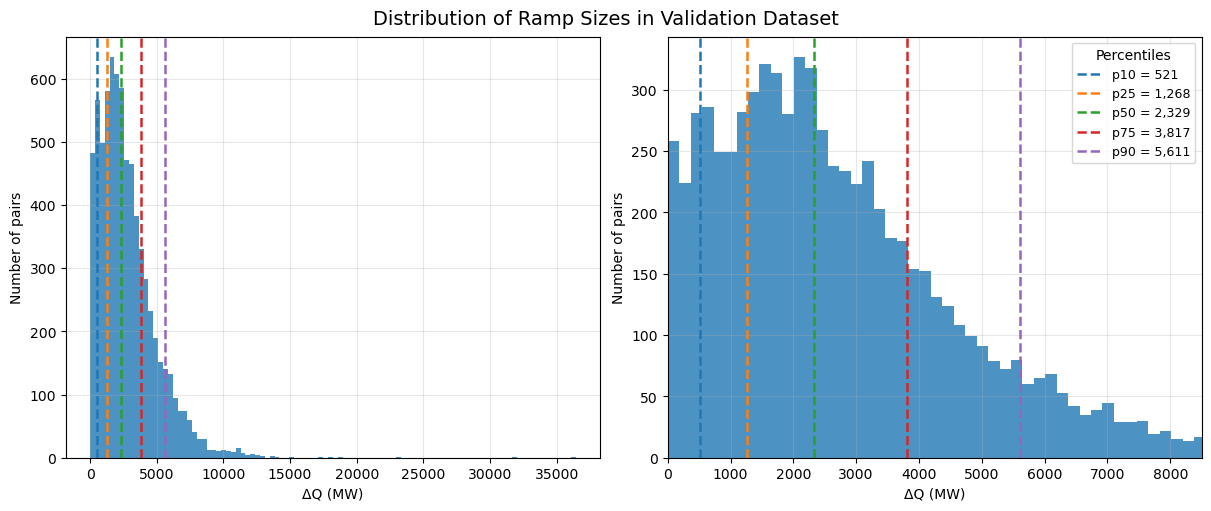 Distribution of Ramp Sizes in Validation Dataset
Number of pairs
600
500
400
300
200
100
0
0 5000 10000 15000 20000 25000 30000 35000
ΔQ (MW)
Number of pairs
300
250
200
150
100
50
0
0 1000 2000 3000 4000 5000 6000 7000 8000
ΔQ (MW)
Percentiles
p10 = 521
p25 = 1,268
p50 = 2,329
p75 = 3,817
p90 = 5,611